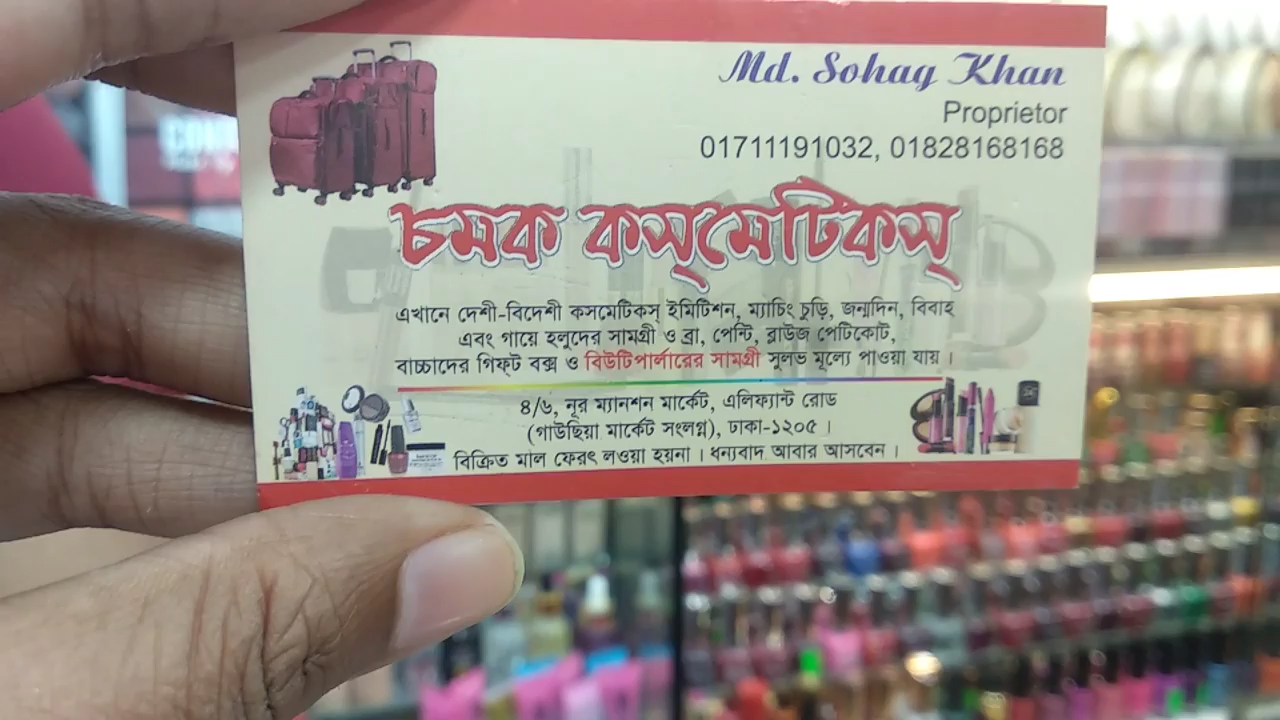 Md. Sohag Khan
Proprietor
01711191032, 01828168168
চমক কস্মেটিকস্
এখানে দেশী-বিদেশী কসমেটিকস্ ইমিটিশন, ম্যাচিং চুড়ি, জন্মদিন, বিবাহ
এবং গায়ে হলুদের সামগ্রী ও ব্রা, পেন্টি, ব্লাউজ পেটিকোট,
বাচ্চাদের গিফ্ট বক্স ও বিউটিপার্লারের সামগ্রী সুলভ মূল্যে পাওয়া যায় ।
৪/৬, নূর ম্যানশন মার্কেট, এলিফ্যান্ট রোড
(গাউছিয়া মার্কেট সংলগ্ন), ঢাকা-১২০৫ ।
বিক্রিত মাল ফেরৎ লওয়া হয়না । ধন্যবাদ আবার আসবেন ।